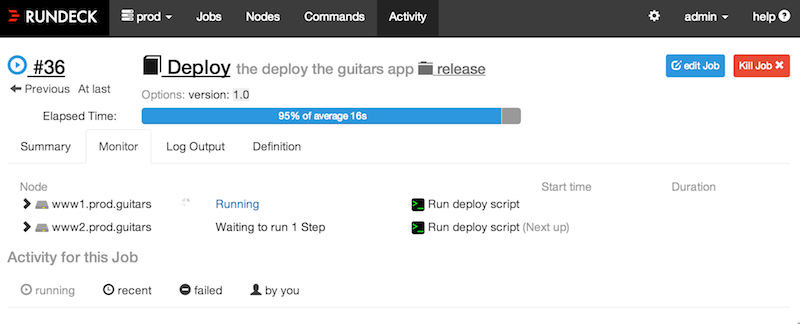 RUNDECK prod Jobs Nodes Commands Activity admin help
#36 Deploy the deploy the guitars app release edit Job Kill Job
Previous At last Options: version: 1.0
Elapsed Time: 95% of average 16s
Summary Monitor Log Output Definition
Node Start time Duration
www1.prod.guitars Running Run deploy script
www2.prod.guitars Waiting to run 1 Step Run deploy script (Next up)
Activity for this Job
running recent failed by you